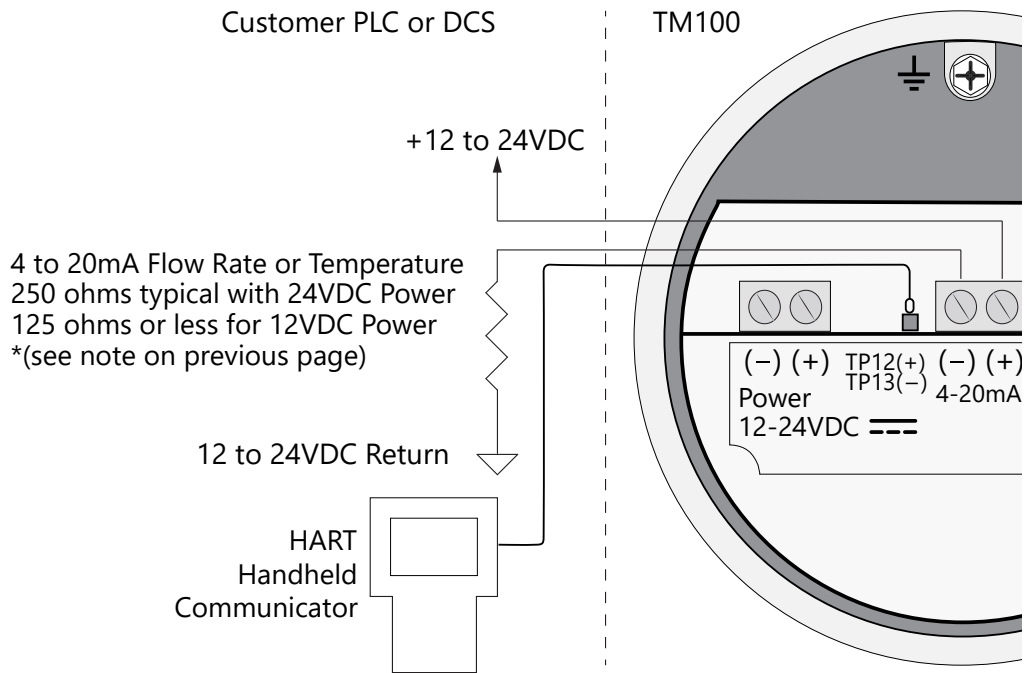 Customer PLC or DCS
TM100
+12 to 24VDC
4 to 20mA Flow Rate or Temperature
250 ohms typical with 24VDC Power
125 ohms or less for 12VDC Power
*(see note on previous page)
12 to 24VDC Return
HART
Handheld
Communicator
(−) (+)
Power
12-24VDC
TP12(+)
TP13(−)
(−) (+)
4-20mA